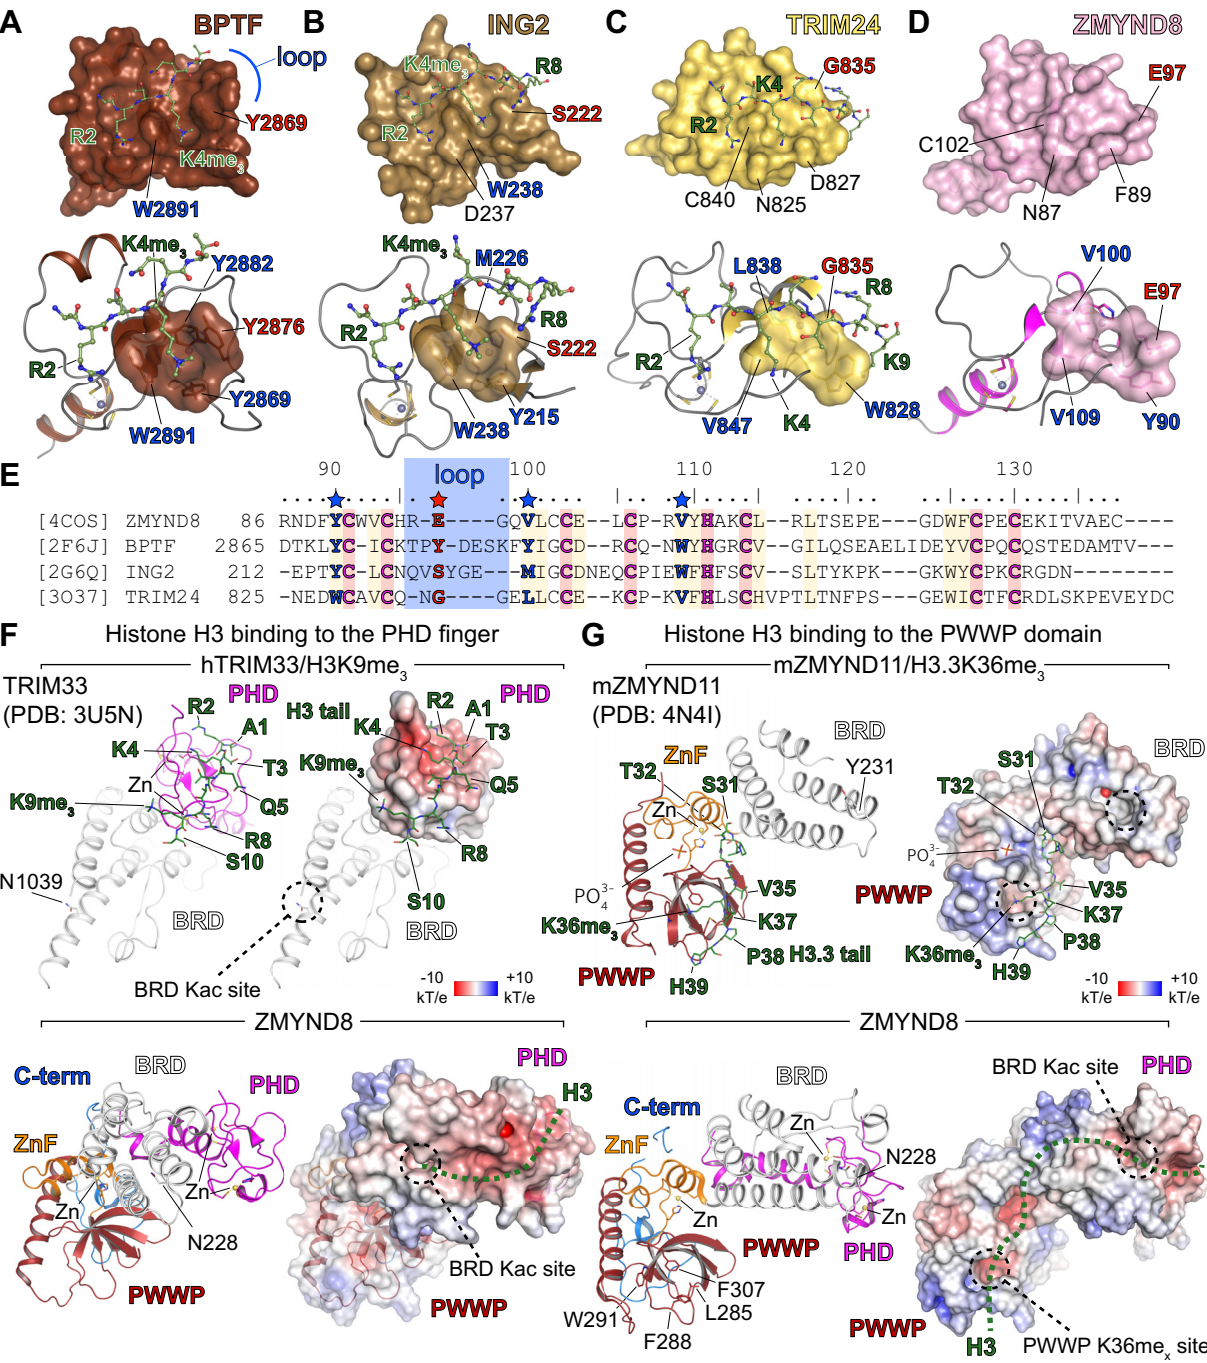 A BPTF
loop
K4me3
R2
Y2869
K4me3
W2891
K4me3
Y2882
Y2876
R2
Y2869
W2891
B ING2
K4me3
R8
R2
S222
W238
D237
K4me3
M226
R2
R8
S222
Y215
W238
C TRIM24
G835
K4
R2
D827
C840 N825
L838 G835
R8
R2
K9
W828
V847
K4
D ZMYND8
E97
C102
F89
N87
V100
E97
V109
Y90
E
90 loop 100 110 120 130
[4COS] ZMYND8 86 RNDFYCWVCHR-E---GQVLCCE--LCP-RVYHAKCL--RLTSEPE---GDWFCPECEKITVAEC----
[2F6J] BPTF 2865 DTKLYCICKTPYDESKFYIGCD--RCQ-NWYHGRCV--GILQSEAELIDEYVCPQCQSTEDAMTV-
[2G6Q] ING2 212 -EPTYCLCNQVSYGE--MIGCDNEQCPIEWFHFSCV--SLTYKPK---GKWYCPKCRGDN------
[3O37] TRIM24 825 -NEDWCAVCQ-NG---ELLCCE--KCP-KVFHLSCHVPTLTNFPS---GEWICTFCRDLSKPEVEYDC
F Histone H3 binding to the PHD finger
hTRIM33/H3K9me3
TRIM33
(PDB: 3U5N)
PHD
R2
A1
K4
T3
Zn
K9me3
Q5
R8
S10
N1039
BRD
H3 tail
PHD
R2
A1
K4
T3
K9me3
Q5
R8
S10
BRD
BRD Kac site
-10 +10
kT/e kT/e
ZMYND8
BRD
C-term
PHD
ZnF
Zn
Zn
N228
PWWP
PHD
H3
BRD Kac site
PWWP
G Histone H3 binding to the PWWP domain
mZMYND11/H3.3K36me3
mZMYND11
(PDB: 4N4I)
BRD
ZnF
Y231
T32 S31
Zn
PO4 3-
V35
K36me3
K37
P38 H3.3 tail
PWWP
H39
BRD
S31
T32
PO4 3-
PWWP
V35
K37
P38
K36me3
H39
-10 +10
kT/e kT/e
ZMYND8
BRD
C-term
Zn
ZnF
N228
Zn
Zn
PWWP
PHD
F307
W291
L285
F288
BRD Kac site PHD
PWWP
H3
PWWP K36mex site